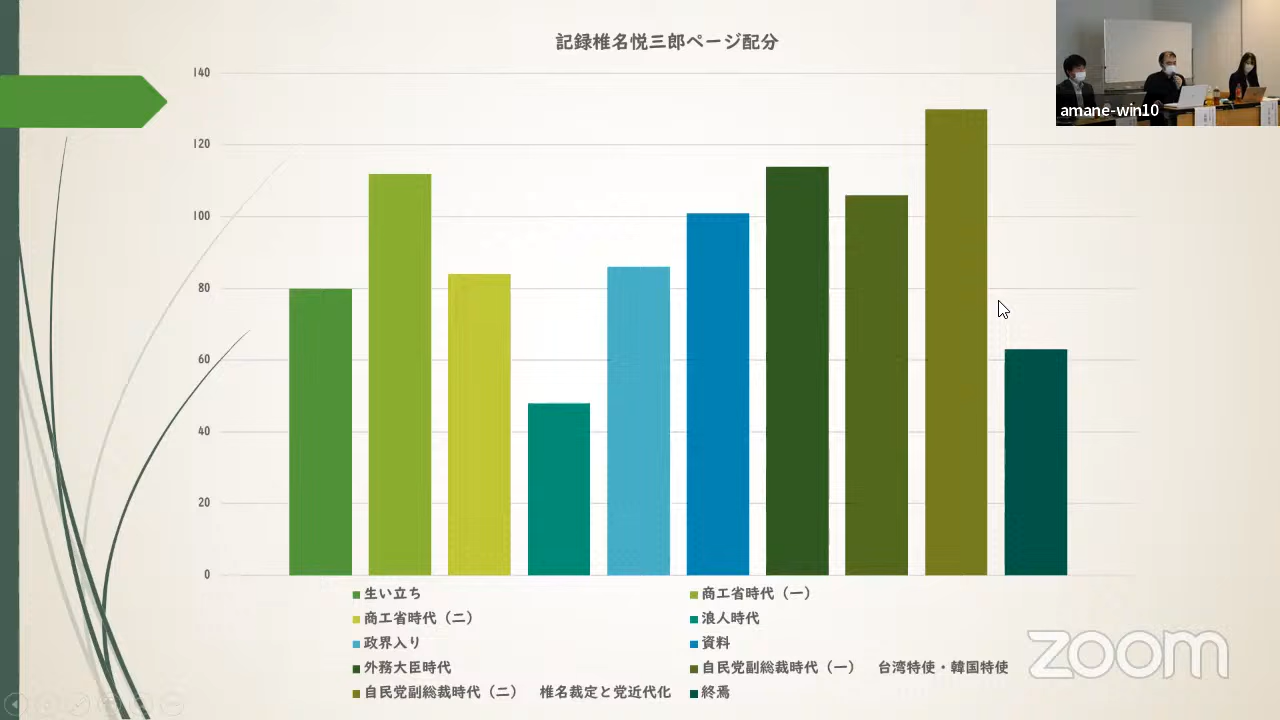 記録椎名悦三郎ページ配分
140
120
100
80
60
40
20
0
生い立ち
商工省時代（一）
商工省時代（二）
浪人時代
政界入り
資料
外務大臣時代
自民党副総裁時代（一）　台湾特使・韓国特使
自民党副総裁時代（二）　椎名裁定と党近代化
終焉
amane-win10
zoom